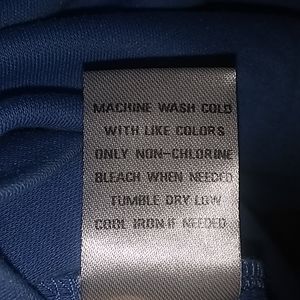 MACHINE WASH COLD
WITH LIKE COLORS
ONLY NON-CHLORINE
BLEACH WHEN NEEDED
TUMBLE DRY LOW
COOL IRON IF NEEDED